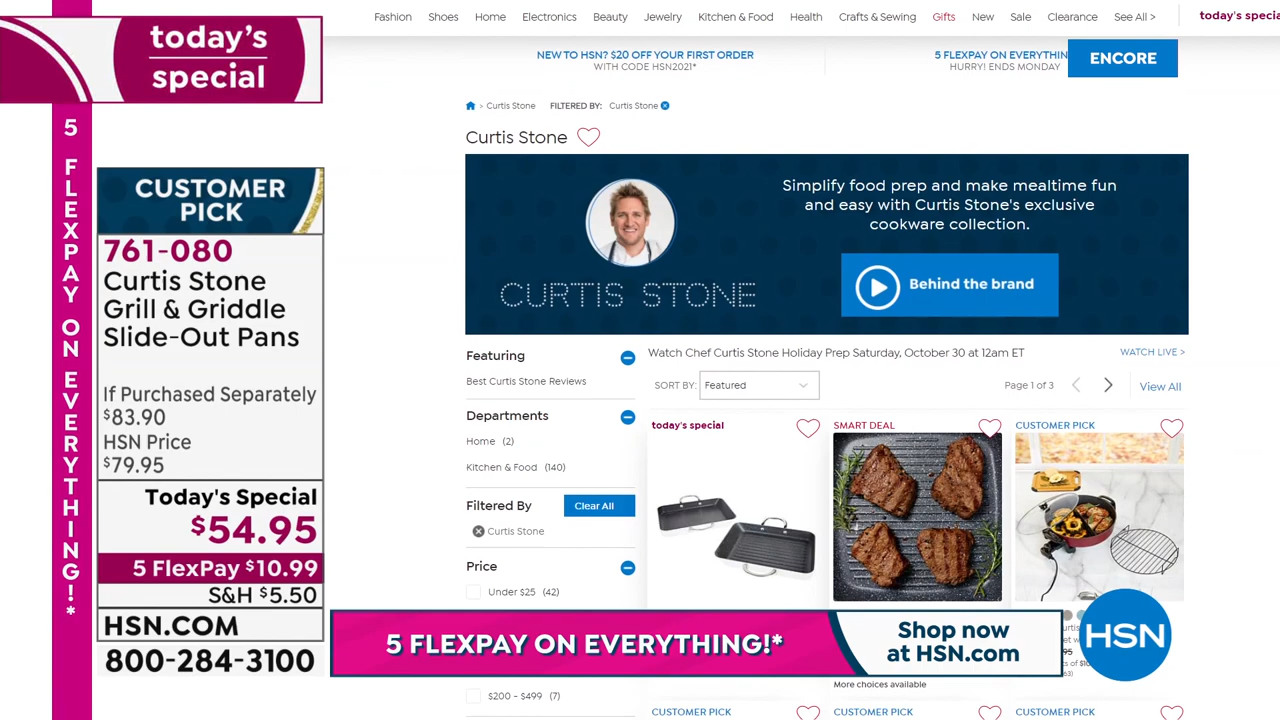 today's
special
5 FLEXPAY ON EVERYTHING!*
CUSTOMER
PICK
761-080
Curtis Stone
Grill & Griddle
Slide-Out Pans
If Purchased Separately
$83.90
HSN Price
$79.95
Today's Special
$54.95
5 FlexPay $10.99
S&H $5.50
HSN.COM
800-284-3100
Fashion Shoes Home Electronics Beauty Jewelry Kitchen & Food Health Crafts & Sewing Gifts New Sale Clearance See All > today's
NEW TO HSN? $20 OFF YOUR FIRST ORDER
WITH CODE HSN2021*
5 FLEXPAY ON
HURRY! ENDS MONDAY
ENCORE
> Curtis Stone FILTERED BY: Curtis Stone
Curtis Stone
Simplify food prep and make mealtime fun
and easy with Curtis Stone's exclusive
cookware collection.
CURTIS STONE
Behind the brand
Featuring
Best Curtis Stone Reviews
Departments
Home (2)
Kitchen & Food (140)
Filtered By
Clear All
Curtis Stone
Price
Under $25 (42)
$200 - $499 (7)
Watch Chef Curtis Stone Holiday Prep Saturday, October 30 at 12am ET
WATCH LIVE >
SORT BY: Featured
Page 1 of 3
View All
today's special
SMART DEAL
CUSTOMER PICK
5 FLEXPAY ON EVERYTHING!*
Shop now
at HSN.com
HSN
More choices available
CUSTOMER PICK
CUSTOMER PICK
CUSTOMER PICK